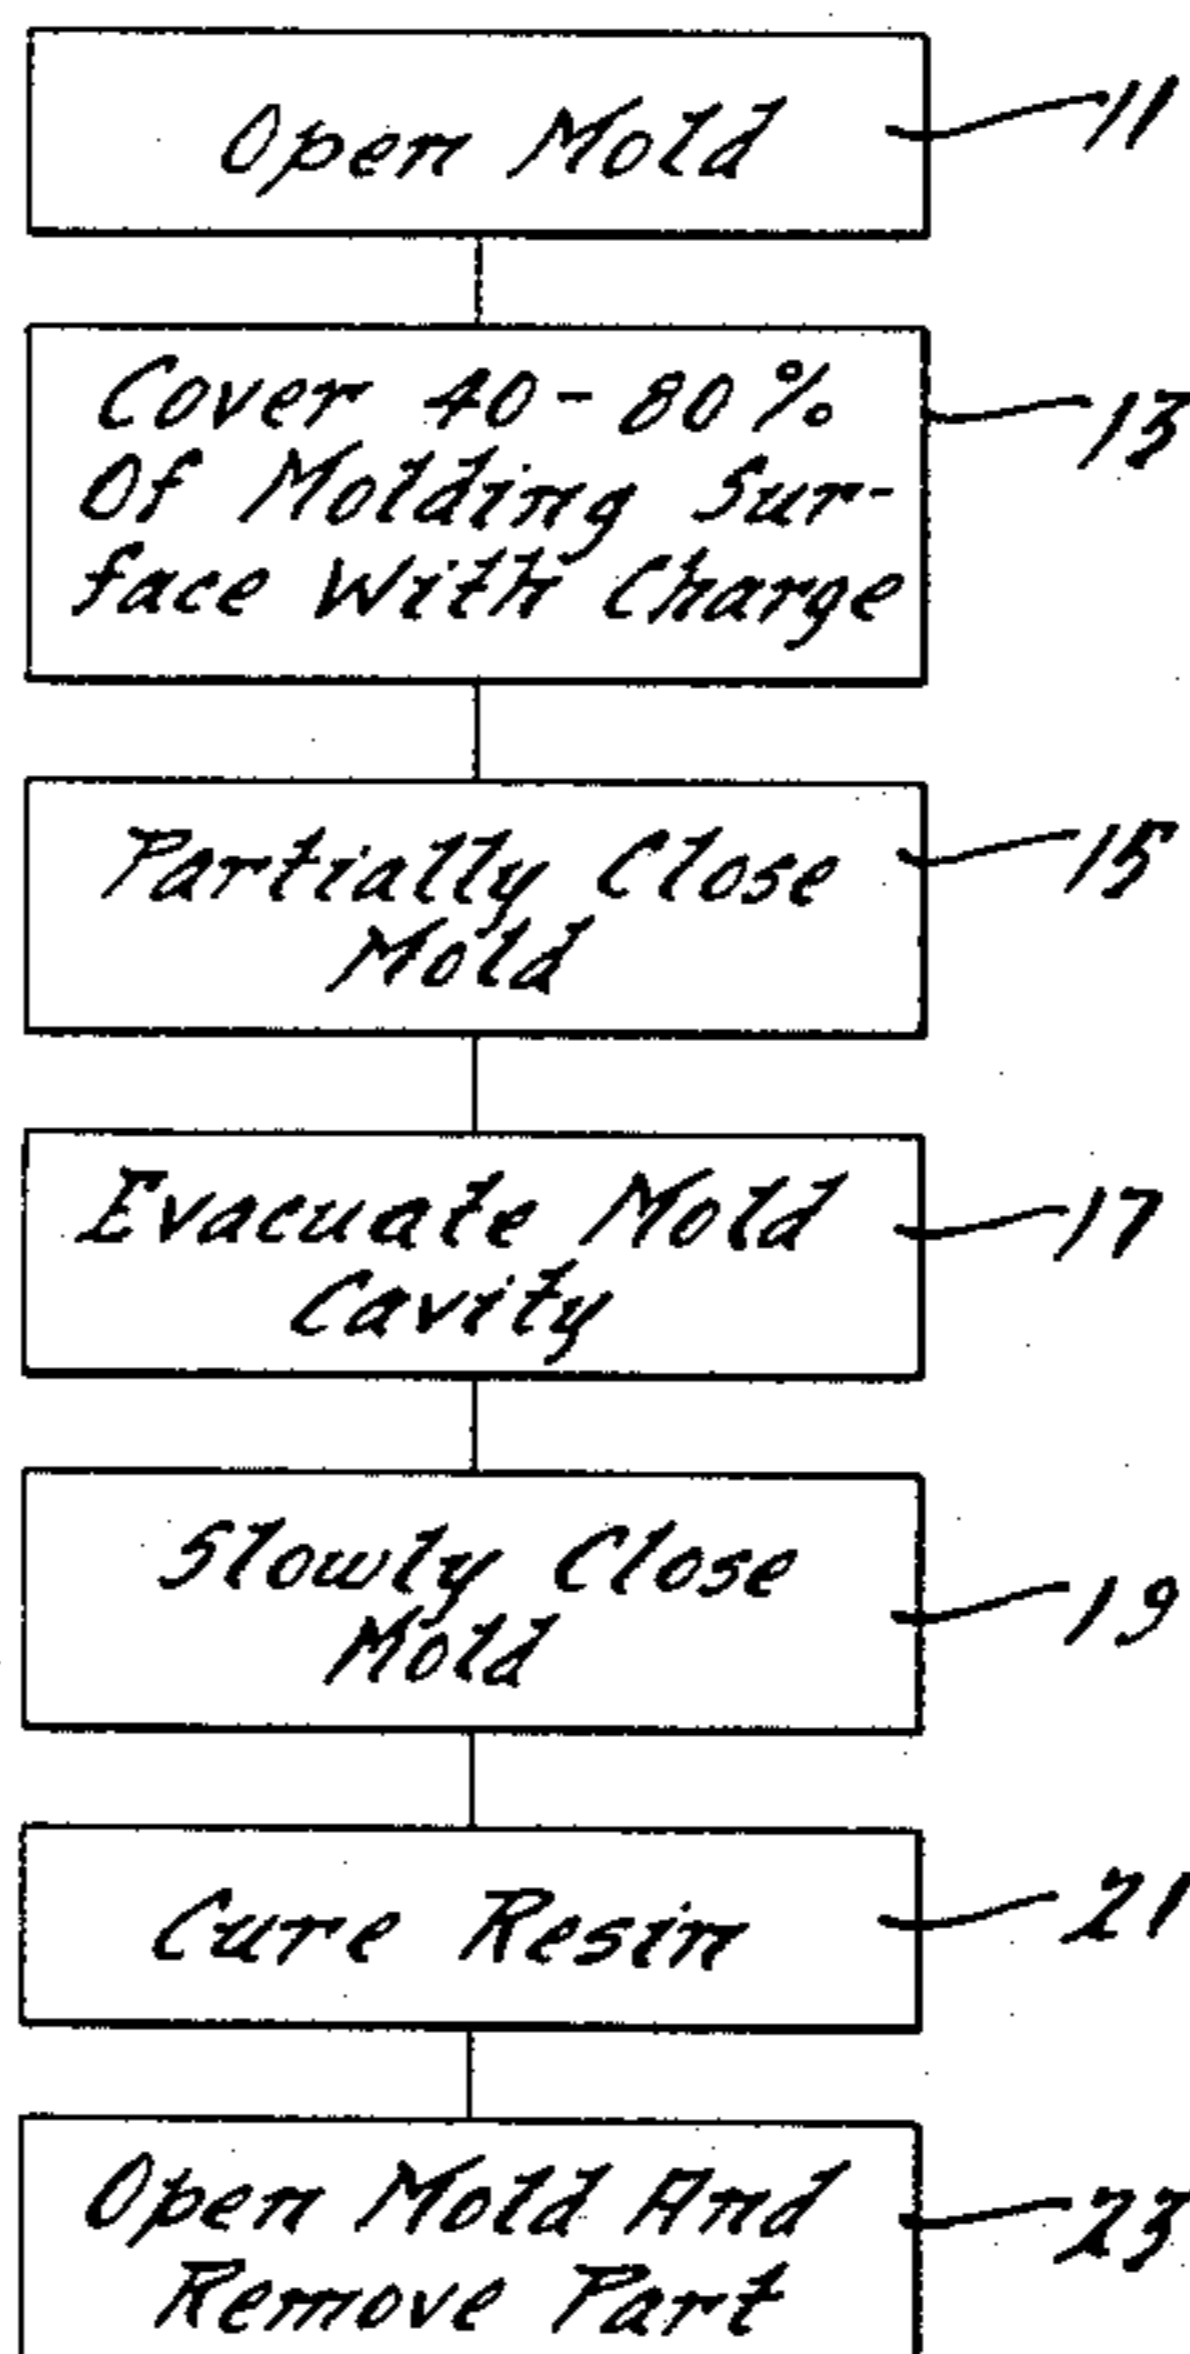 Open Mold
11
Cover 40-80%
Of Molding Sur-
face With Charge
13
Partially Close
Mold
15
Evacuate Mold
Cavity
17
Slowly Close
Mold
19
Cure Resin
21
Open Mold And
Remove Part
23